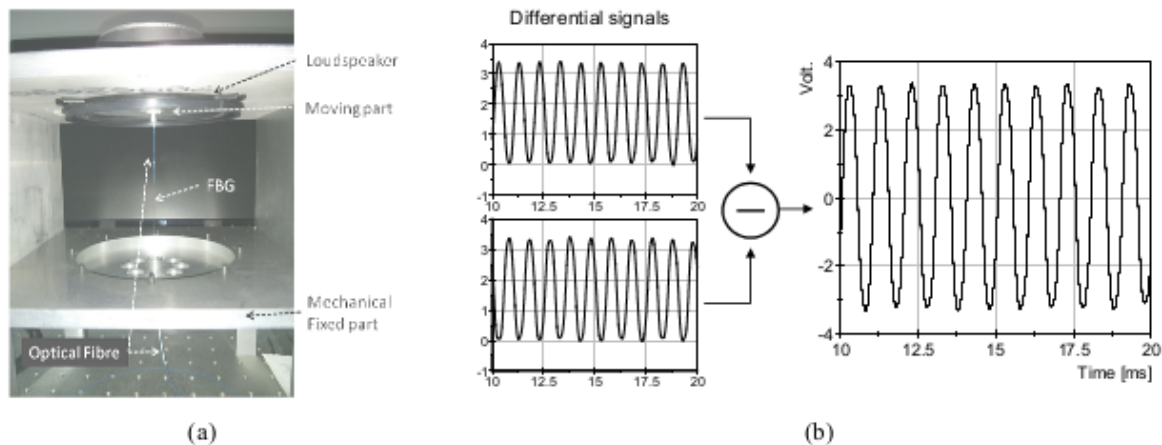 Loudspeaker
Moving part
FBG
Mechanical
Fixed part
Optical Fibre
(a)
Differential signals
4
3
2
1
0
-1
10 12.5 15 17.5 20
4
3
2
1
0
-1
10 12.5 15 17.5 20
Volt.
4
2
0
-2
-4
10 12.5 15 17.5 20
Time [ms]
(b)